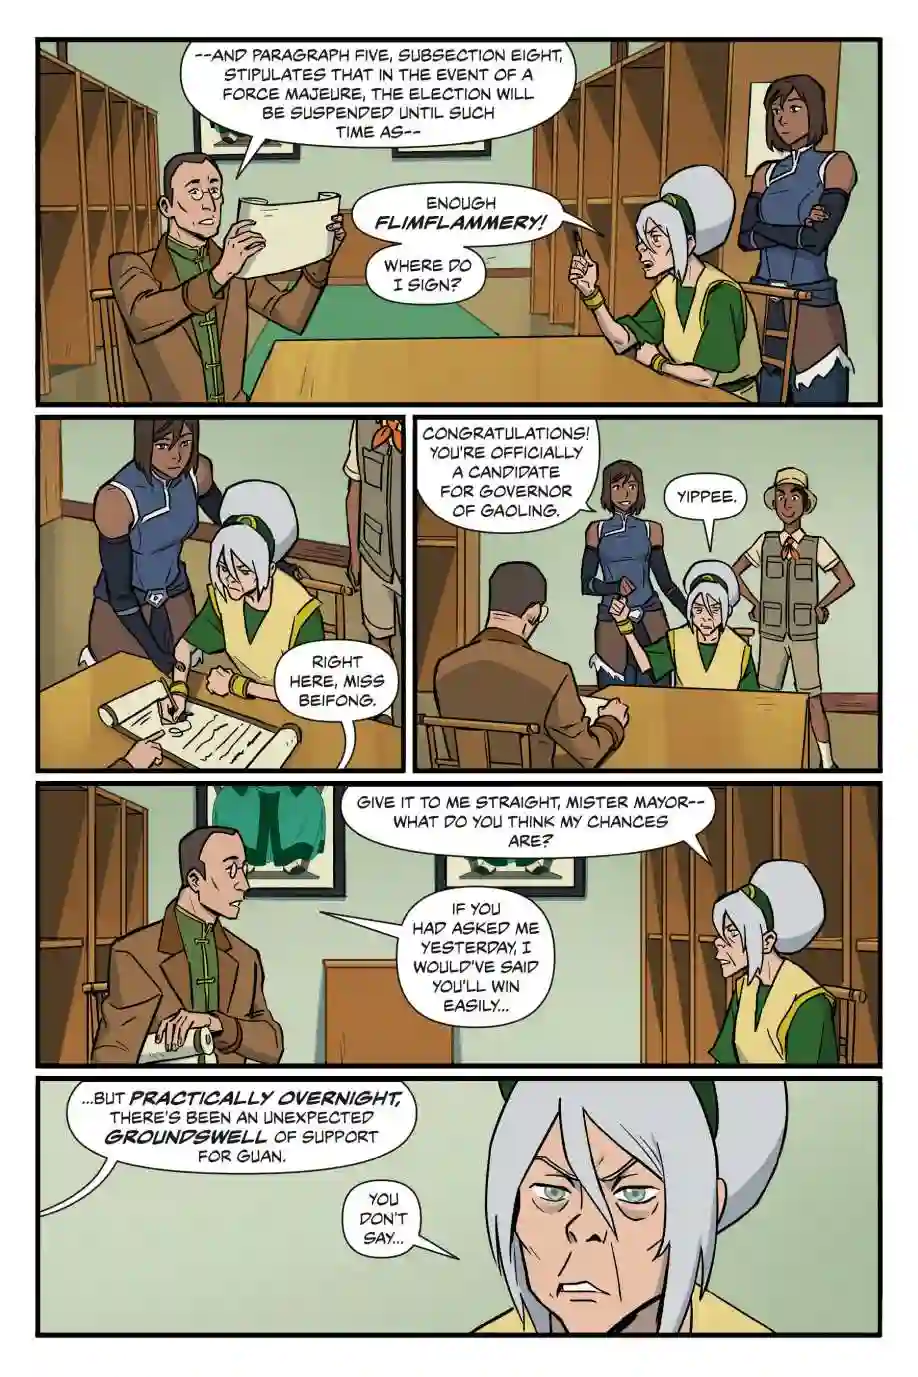 --AND PARAGRAPH FIVE, SUBSECTION EIGHT,
STIPULATES THAT IN THE EVENT OF A
FORCE MAJEURE, THE ELECTION WILL
BE SUSPENDED UNTIL SUCH
TIME AS--
ENOUGH
FLIMFLAMMERY!
WHERE DO
I SIGN?
RIGHT
HERE, MISS
BEIFONG.
CONGRATULATIONS!
YOU'RE OFFICIALLY
A CANDIDATE
FOR GOVERNOR
OF GAOLING.
YIPPEE.
GIVE IT TO ME STRAIGHT, MISTER MAYOR--
WHAT DO YOU THINK MY CHANCES
ARE?
IF YOU
HAD ASKED ME
YESTERDAY, I
WOULD'VE SAID
YOU'LL WIN
EASILY...
...BUT PRACTICALLY OVERNIGHT,
THERE'S BEEN AN UNEXPECTED
GROUNDSWELL OF SUPPORT
FOR GUAN.
YOU
DON'T
SAY...